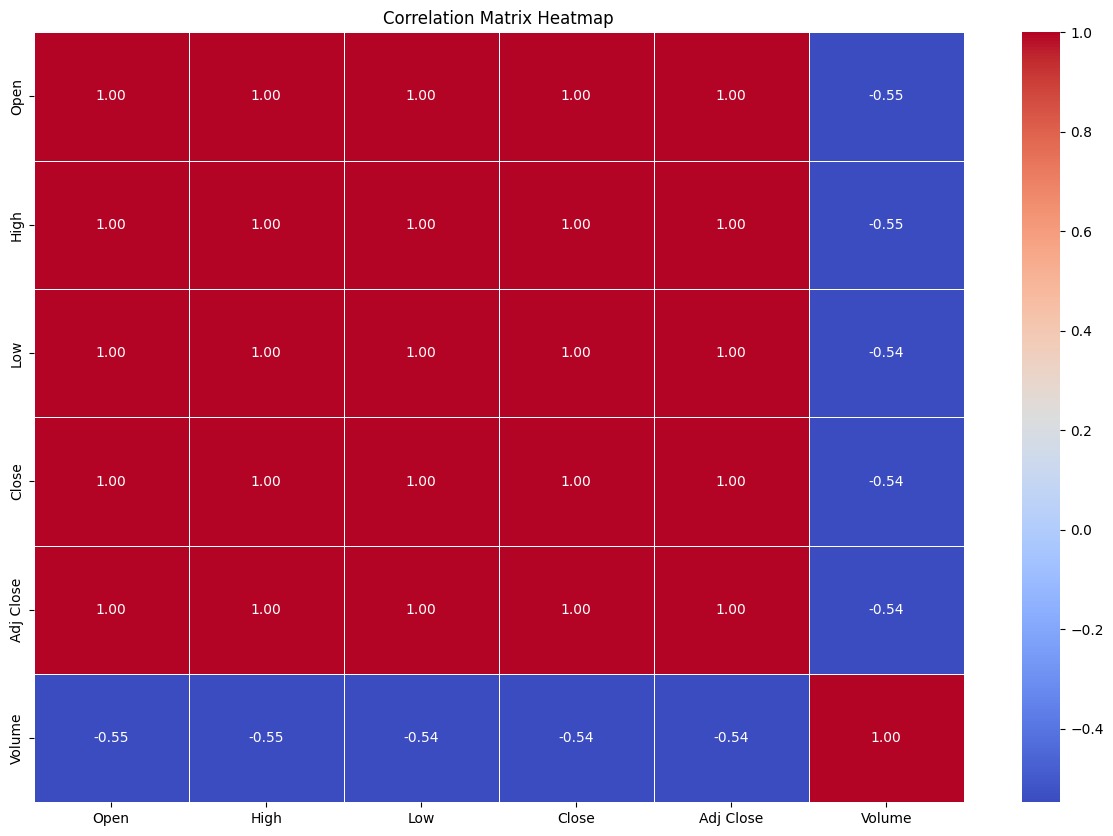 Correlation Matrix Heatmap
Open 1.00 1.00 1.00 1.00 1.00 -0.55
High 1.00 1.00 1.00 1.00 1.00 -0.55
Low 1.00 1.00 1.00 1.00 1.00 -0.54
Close 1.00 1.00 1.00 1.00 1.00 -0.54
Adj Close 1.00 1.00 1.00 1.00 1.00 -0.54
Volume -0.55 -0.55 -0.54 -0.54 -0.54 1.00
Open High Low Close Adj Close Volume
1.0
0.8
0.6
0.4
0.2
0.0
−0.2
−0.4